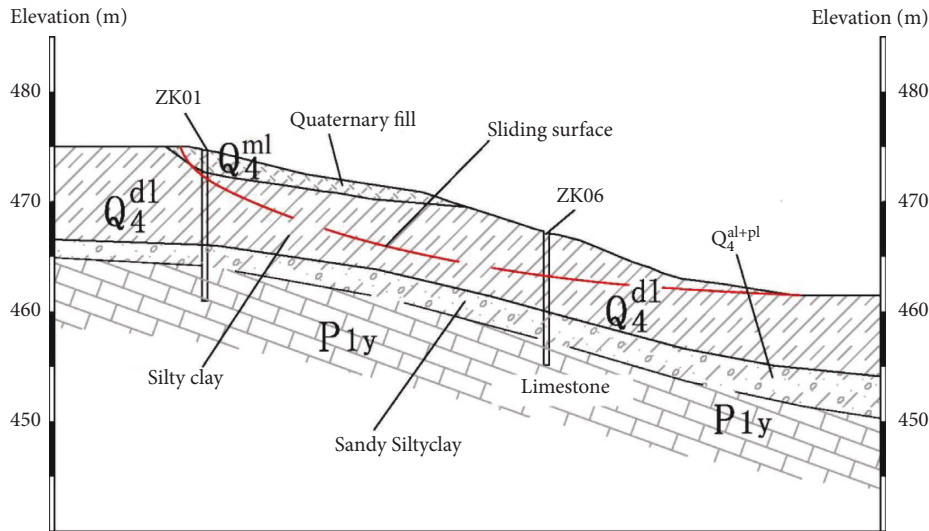 Elevation (m)
Elevation (m)
480
480
ZK01
Quaternary fill
Sliding surface
Q₄ᵐˡ
470
470
ZK06
Q₄ᵈˡ
Q₄ᵃˡ⁺ᵖˡ
460
460
Q₄ᵈˡ
P1y
Silty clay
Limestone
450
450
P1y
Sandy Siltyclay